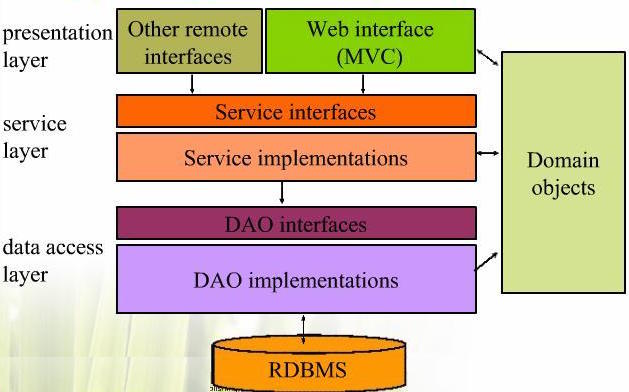 presentation
layer
Other remote
interfaces
Web interface
(MVC)
Service interfaces
service
layer
Service implementations
Domain
objects
DAO interfaces
data access
layer
DAO implementations
RDBMS